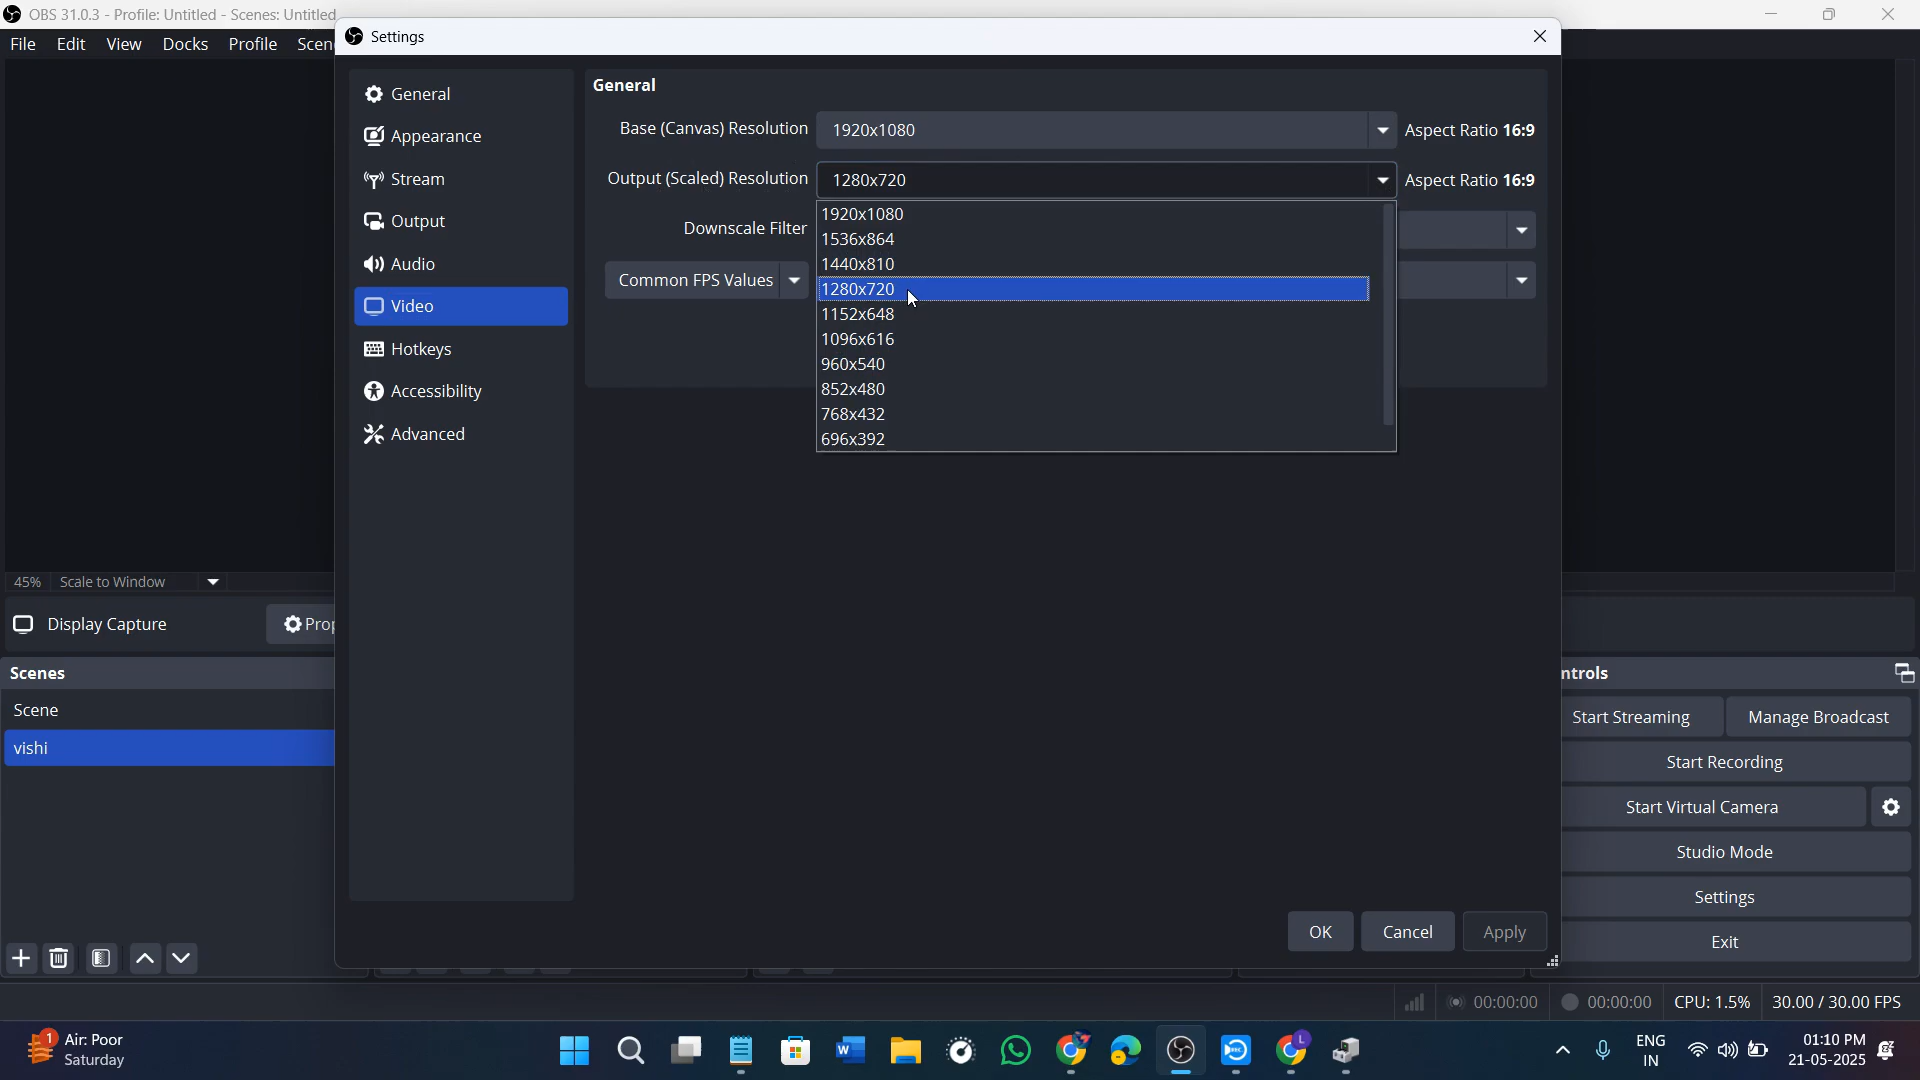 OBS 31.0.3 - Profile: Untitled - Scenes: Untitled
File Edit View Docks Profile Scen
Settings
General
Appearance
Stream
Output
Audio
Video
Hotkeys
Accessibility
Advanced
General
Base (Canvas) Resolution 1920x1080 Aspect Ratio 16:9
Output (Scaled) Resolution 1280x720 Aspect Ratio 16:9
Downscale Filter
Common FPS Values
1920x1080
1536x864
1440x810
1280x720
1152x648
1096x616
960x540
852x480
768x432
696x392
OK Cancel Apply
45% Scale to Window
Display Capture Prop
Scenes
Scene
vishi
ntrols
Start Streaming Manage Broadcast
Start Recording
Start Virtual Camera
Studio Mode
Settings
Exit
00:00:00 00:00:00 CPU: 1.5% 30.00 / 30.00 FPS
1 Air: Poor
Saturday
ENG
IN
01:10 PM
21-05-2025